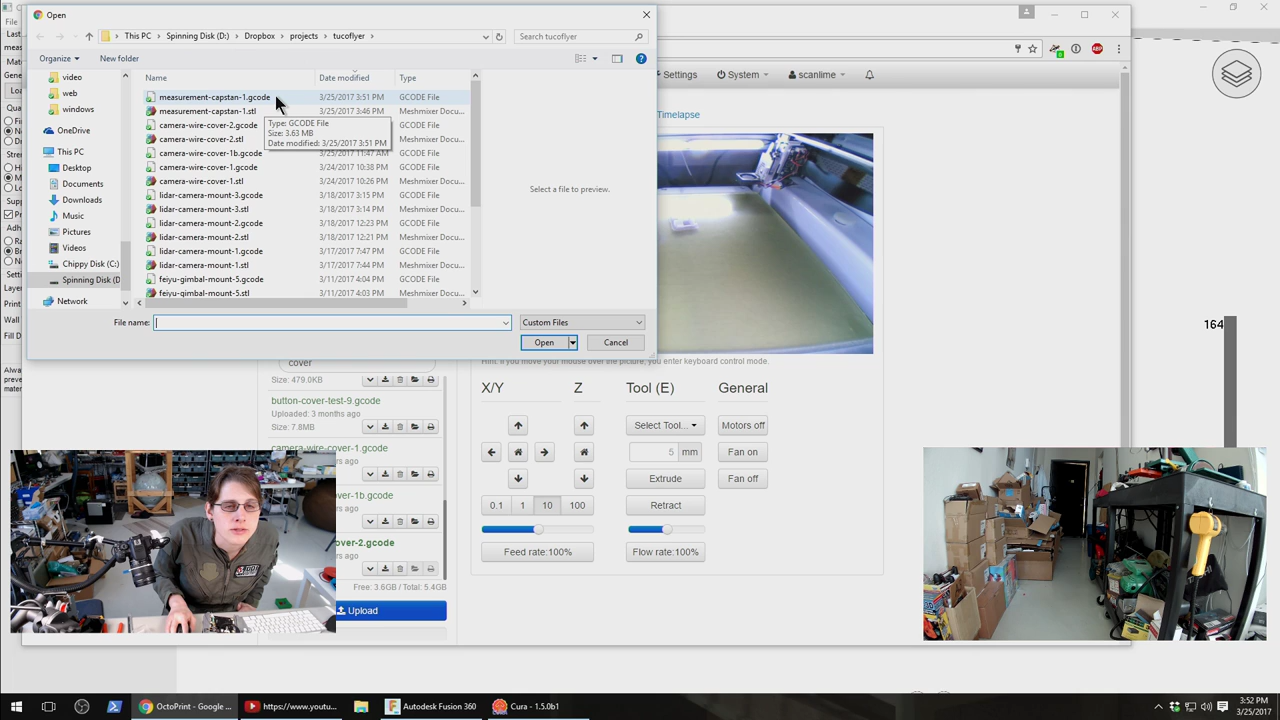 Open
This PC
Spinning Disk (D:)
Dropbox
projects
tucoflyer
Search tucoflyer
Organize
New folder
File
video
web
windows
OneDrive
This PC
Desktop
Documents
Downloads
Music
Pictures
Videos
Chippy Disk (C:)
Spinning Disk (D
Network
Name
Date modified
Type
measurement-capstan-1.gcode
3/25/2017 3:51 PM
GCODE File
measurement-capstan-1.stl
3/25/2017 3:46 PM
Meshmixer Docu...
camera-wire-cover-2.gcode
GCODE File
camera-wire-cover-2.stl
Meshmixer Docu...
camera-wire-cover-1b.gcode
3/25/2017 11:47 AM
GCODE File
camera-wire-cover-1.gcode
3/24/2017 10:38 PM
GCODE File
camera-wire-cover-1.stl
3/24/2017 10:26 PM
Meshmixer Docu...
lidar-camera-mount-3.gcode
3/18/2017 3:15 PM
GCODE File
lidar-camera-mount-3.stl
3/18/2017 3:14 PM
Meshmixer Docu...
lidar-camera-mount-2.gcode
3/18/2017 12:23 PM
GCODE File
lidar-camera-mount-2.stl
3/18/2017 12:21 PM
Meshmixer Docu...
lidar-camera-mount-1.gcode
3/17/2017 7:47 PM
GCODE File
lidar-camera-mount-1.stl
3/17/2017 7:44 PM
Meshmixer Docu...
feiyu-gimbal-mount-5.gcode
3/11/2017 4:04 PM
GCODE File
feiyu-gimbal-mount-5.stl
3/11/2017 4:03 PM
Meshmixer Docu...
Type: GCODE File
Size: 3.63 MB
Date modified: 3/25/2017 3:51 PM
Select a file to preview.
File name:
Custom Files
Open
Cancel
Settings
System
scanlime
ABP
Timelapse
Hint: If you move your mouse over the picture, you enter keyboard control mode.
cover
Size: 479.0KB
button-cover-test-9.gcode
Uploaded: 3 months ago
Size: 7.8MB
camera-wire-cover-1.gcode
rs ago
over-1b.gcode
rs ago
over-2.gcode
Free: 3.6GB / Total: 5.4GB
Upload
X/Y
Z
Tool (E)
General
Select Tool...
Motors off
5
mm
Fan on
Extrude
Fan off
0.1
1
10
100
Retract
Feed rate:100%
Flow rate:100%
164
OctoPrint - Google ...
https://www.youtub...
Autodesk Fusion 360
Cura - 1.5.0b1
3:52 PM
3/25/2017